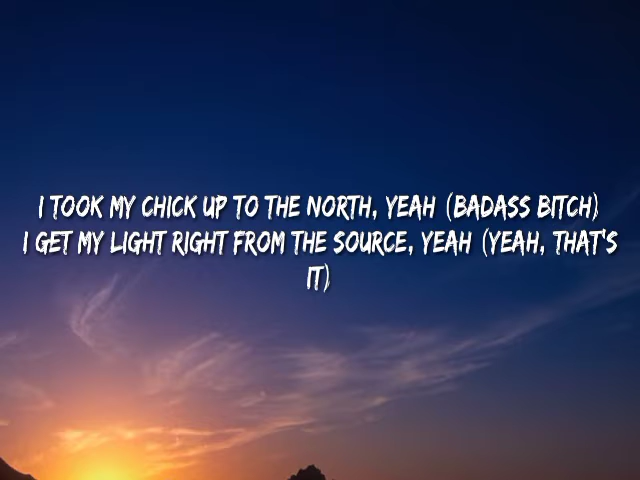 I TOOK MY CHICK UP TO THE NORTH, YEAH (BADASS BITCH)
I GET MY LIGHT RIGHT FROM THE SOURCE, YEAH (YEAH, THAT'S
IT)